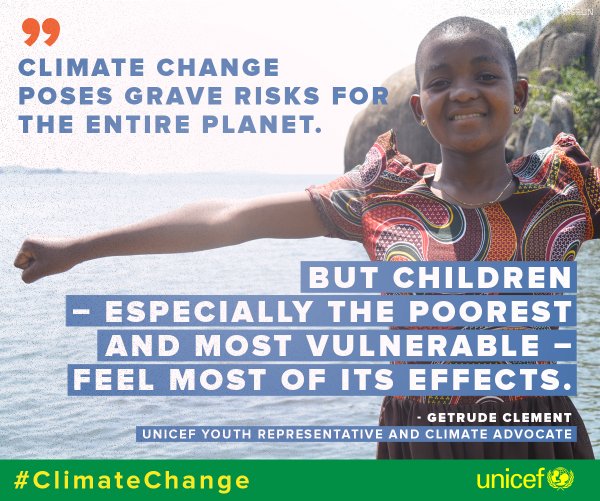 ”
CLIMATE CHANGE
POSES GRAVE RISKS FOR
THE ENTIRE PLANET.
BUT CHILDREN
– ESPECIALLY THE POOREST
AND MOST VULNERABLE –
FEEL MOST OF ITS EFFECTS.
- GETRUDE CLEMENT
UNICEF YOUTH REPRESENTATIVE AND CLIMATE ADVOCATE
#ClimateChange
unicef